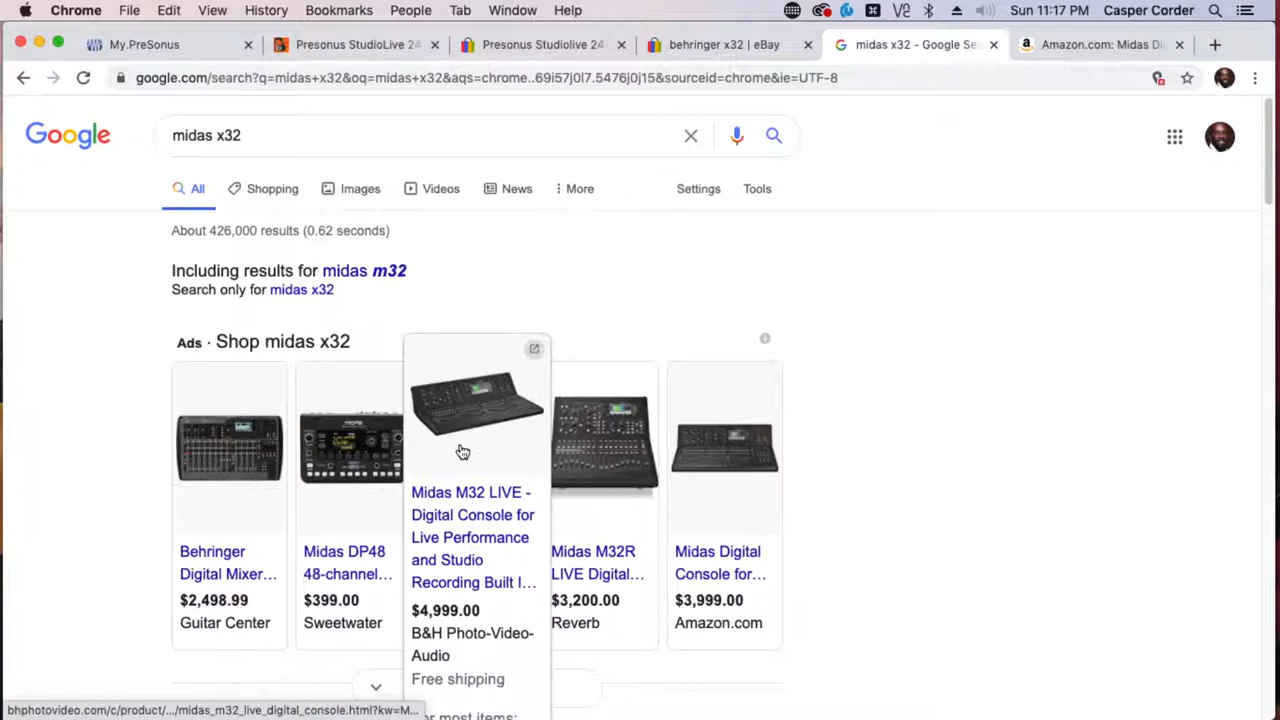 Chrome File Edit View History Bookmarks People Tab Window Help V2 Sun 11:17 PM Casper Corder
My.PreSonus Presonus StudioLive 24 Presonus Studiolive 24 behringer x32 | eBay midas x32 - Google Sea Amazon.com: Midas Di
google.com/search?q=midas+x32&oq=midas+x32&aqs=chrome..69i57j0l7.5476j0j15&sourceid=chrome&ie=UTF-8
Google midas x32
All Shopping Images Videos News More Settings Tools
About 426,000 results (0.62 seconds)
Including results for midas m32
Search only for midas x32
Ads · Shop midas x32
Behringer
Digital Mixer...
$2,498.99
Guitar Center
Midas DP48
48-channel...
$399.00
Sweetwater
Midas M32 LIVE -
Digital Console for
Live Performance
and Studio
Recording Built I...
$4,999.00
B&H Photo-Video-
Audio
Free shipping
or most items:
Midas M32R
LIVE Digital...
$3,200.00
Reverb
Midas Digital
Console for...
$3,999.00
Amazon.com
bhphotovideo.com/c/product/.../midas_m32_live_digital_console.html?kw=M...